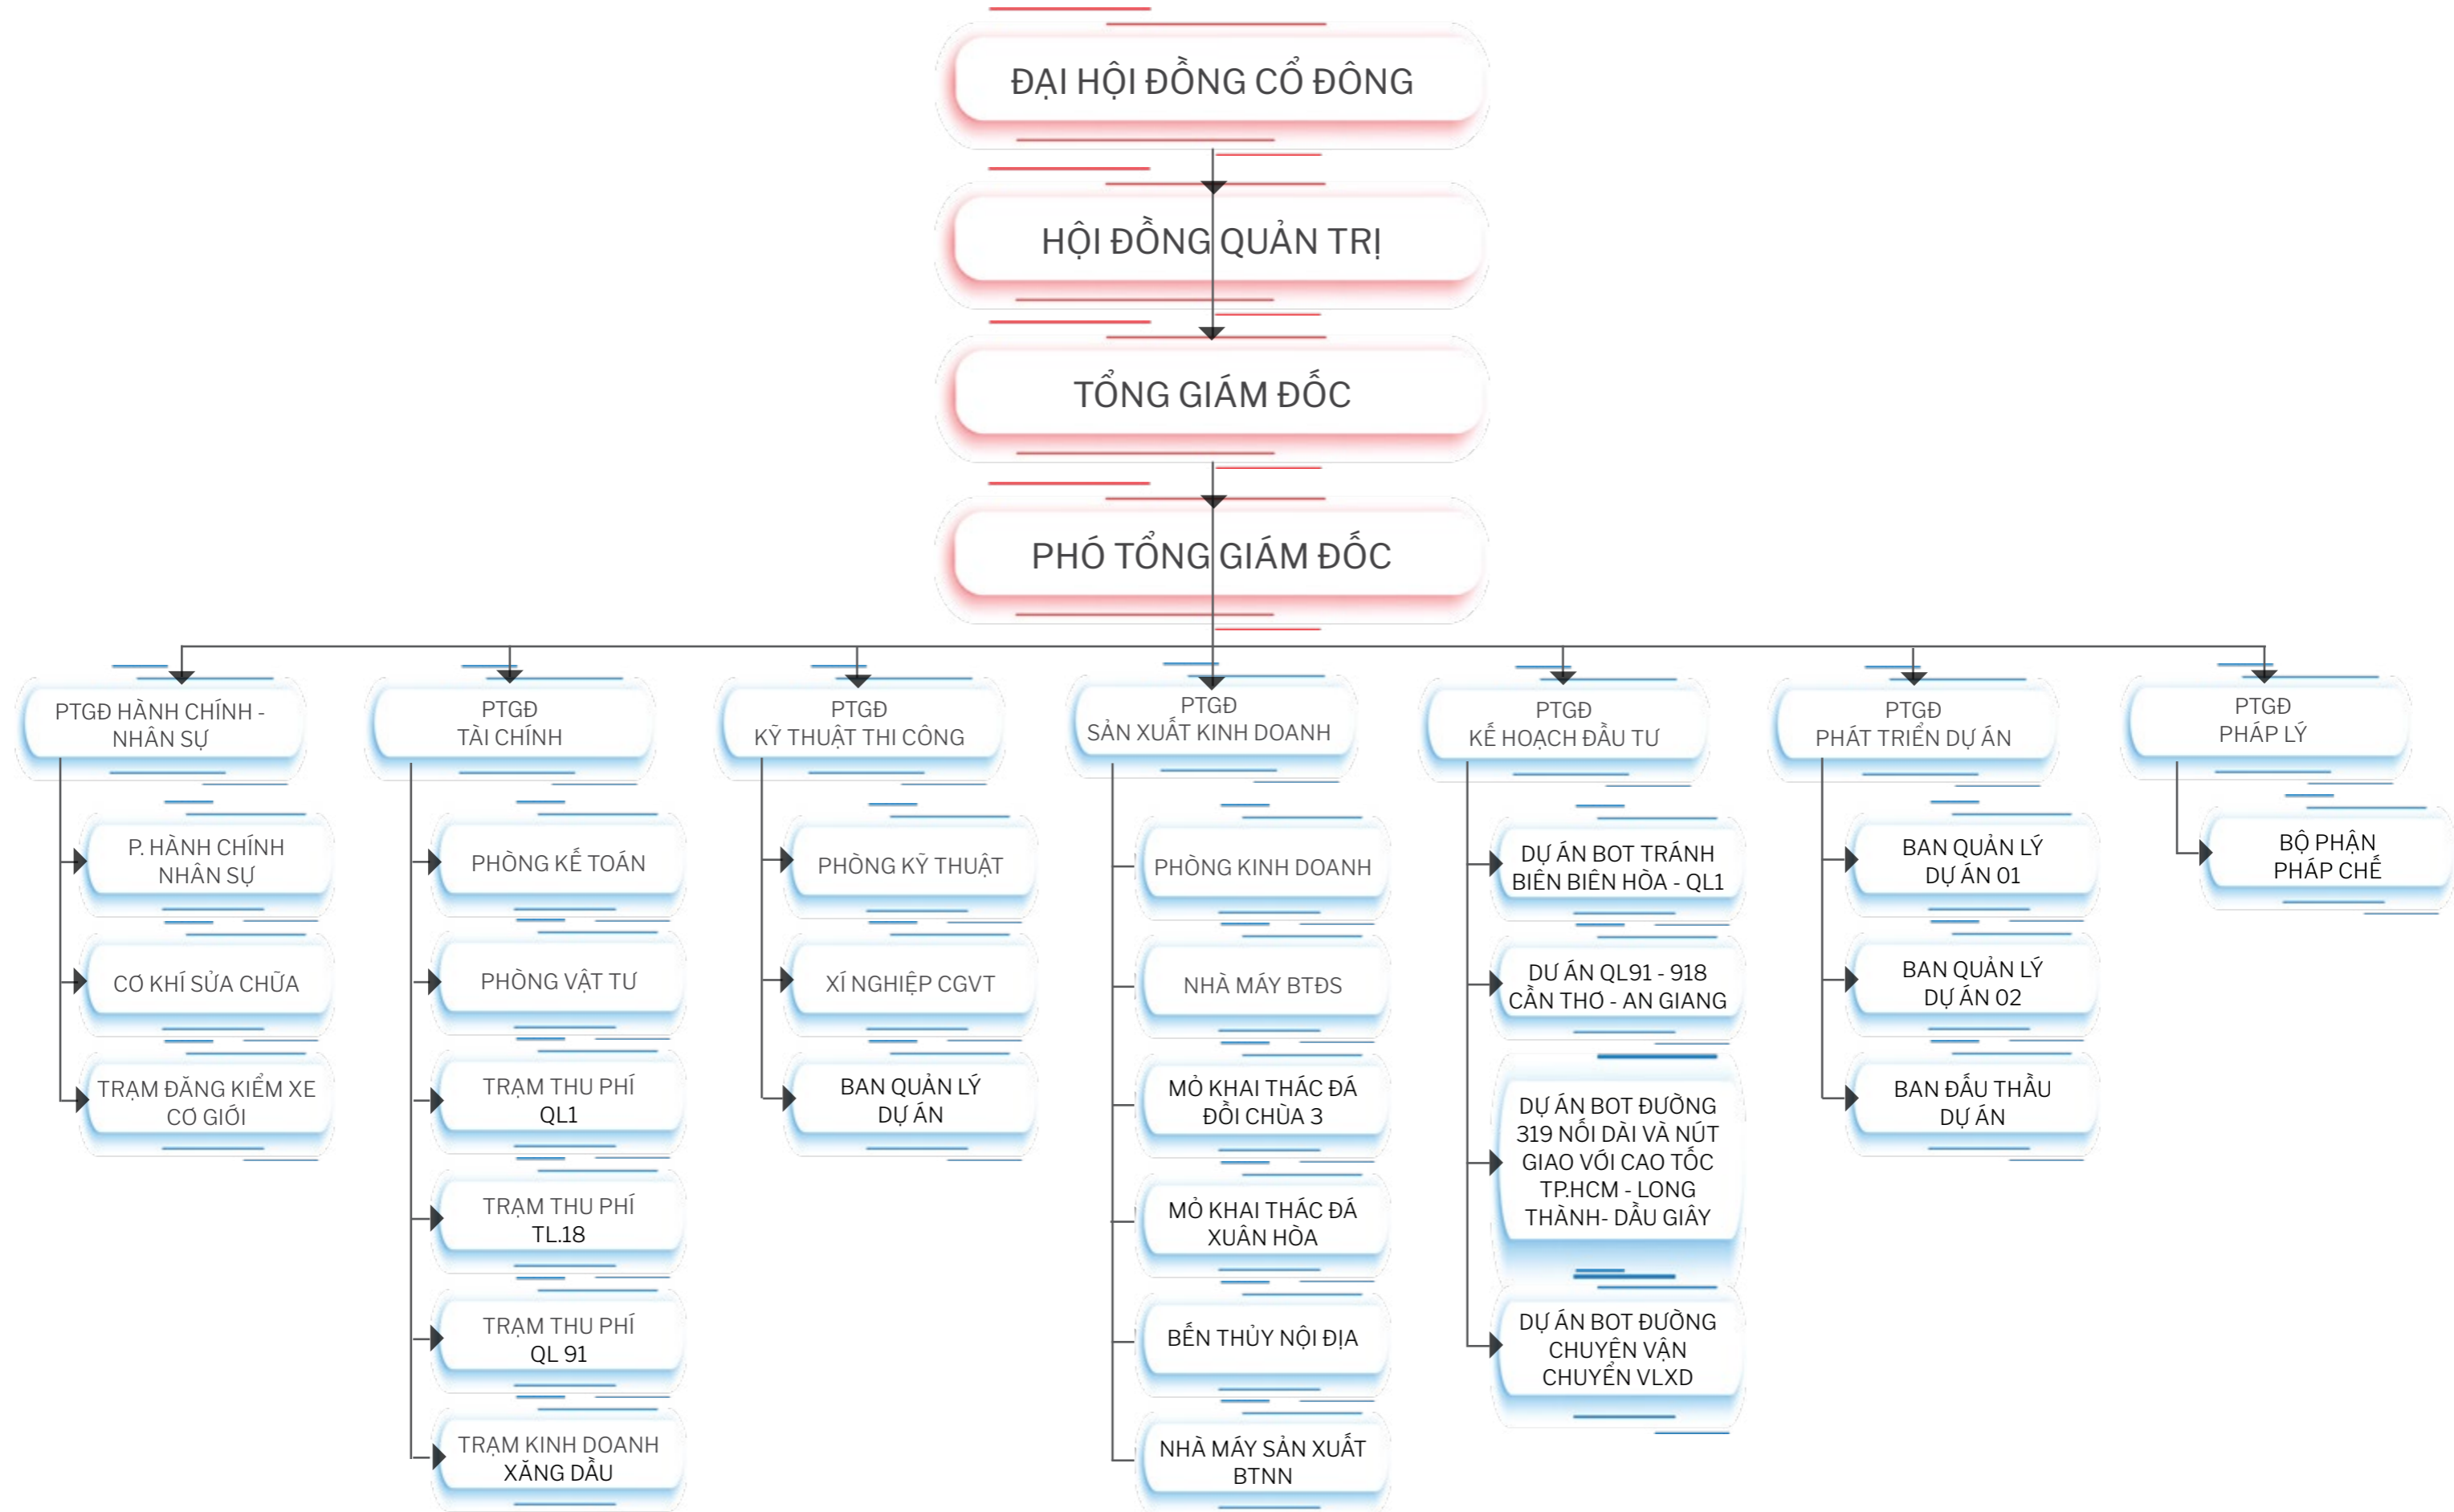 ĐẠI HỘI ĐỒNG CỔ ĐÔNG
HỘI ĐỒNG QUẢN TRỊ
TỔNG GIÁM ĐỐC
PHÓ TỔNG GIÁM ĐỐC
PTGĐ HÀNH CHÍNH -
NHÂN SỰ
P. HÀNH CHÍNH
NHÂN SỰ
CƠ KHÍ SỬA CHỮA
TRẠM ĐĂNG KIỂM XE
CƠ GIỚI
PTGĐ
TÀI CHÍNH
PHÒNG KẾ TOÁN
PHÒNG VẬT TƯ
TRẠM THU PHÍ
QL1
TRẠM THU PHÍ
TL.18
TRẠM THU PHÍ
QL 91
TRẠM KINH DOANH
XĂNG DẦU
PTGĐ
KỸ THUẬT THI CÔNG
PHÒNG KỸ THUẬT
XÍ NGHIỆP CGVT
BAN QUẢN LÝ
DỰ ÁN
PTGĐ
SẢN XUẤT KINH DOANH
PHÒNG KINH DOANH
NHÀ MÁY BTĐS
MỎ KHAI THÁC ĐÁ
ĐỒI CHÙA 3
MỎ KHAI THÁC ĐÁ
XUÂN HÒA
BẾN THỦY NỘI ĐỊA
NHÀ MÁY SẢN XUẤT
BTNN
PTGĐ
KẾ HOẠCH ĐẦU TƯ
DỰ ÁN BOT TRÁNH
BIÊN BIÊN HÒA - QL1
DƯ ÁN QL91 - 918
CẦN THƠ - AN GIANG
DỰ ÁN BOT ĐƯỜNG
319 NỐI DÀI VÀ NÚT
GIAO VỚI CAO TỐC
TP.HCM - LONG
THÀNH- DẦU GIÂY
DỰ ÁN BOT ĐƯỜNG
CHUYÊN VẬN
CHUYỂN VLXD
PTGĐ
PHÁT TRIỂN DỰ ÁN
BAN QUẢN LÝ
DỰ ÁN 01
BAN QUẢN LÝ
DỰ ÁN 02
BAN ĐẤU THẦU
DỰ ÁN
PTGĐ
PHÁP LÝ
BỘ PHẬN
PHÁP CHẾ